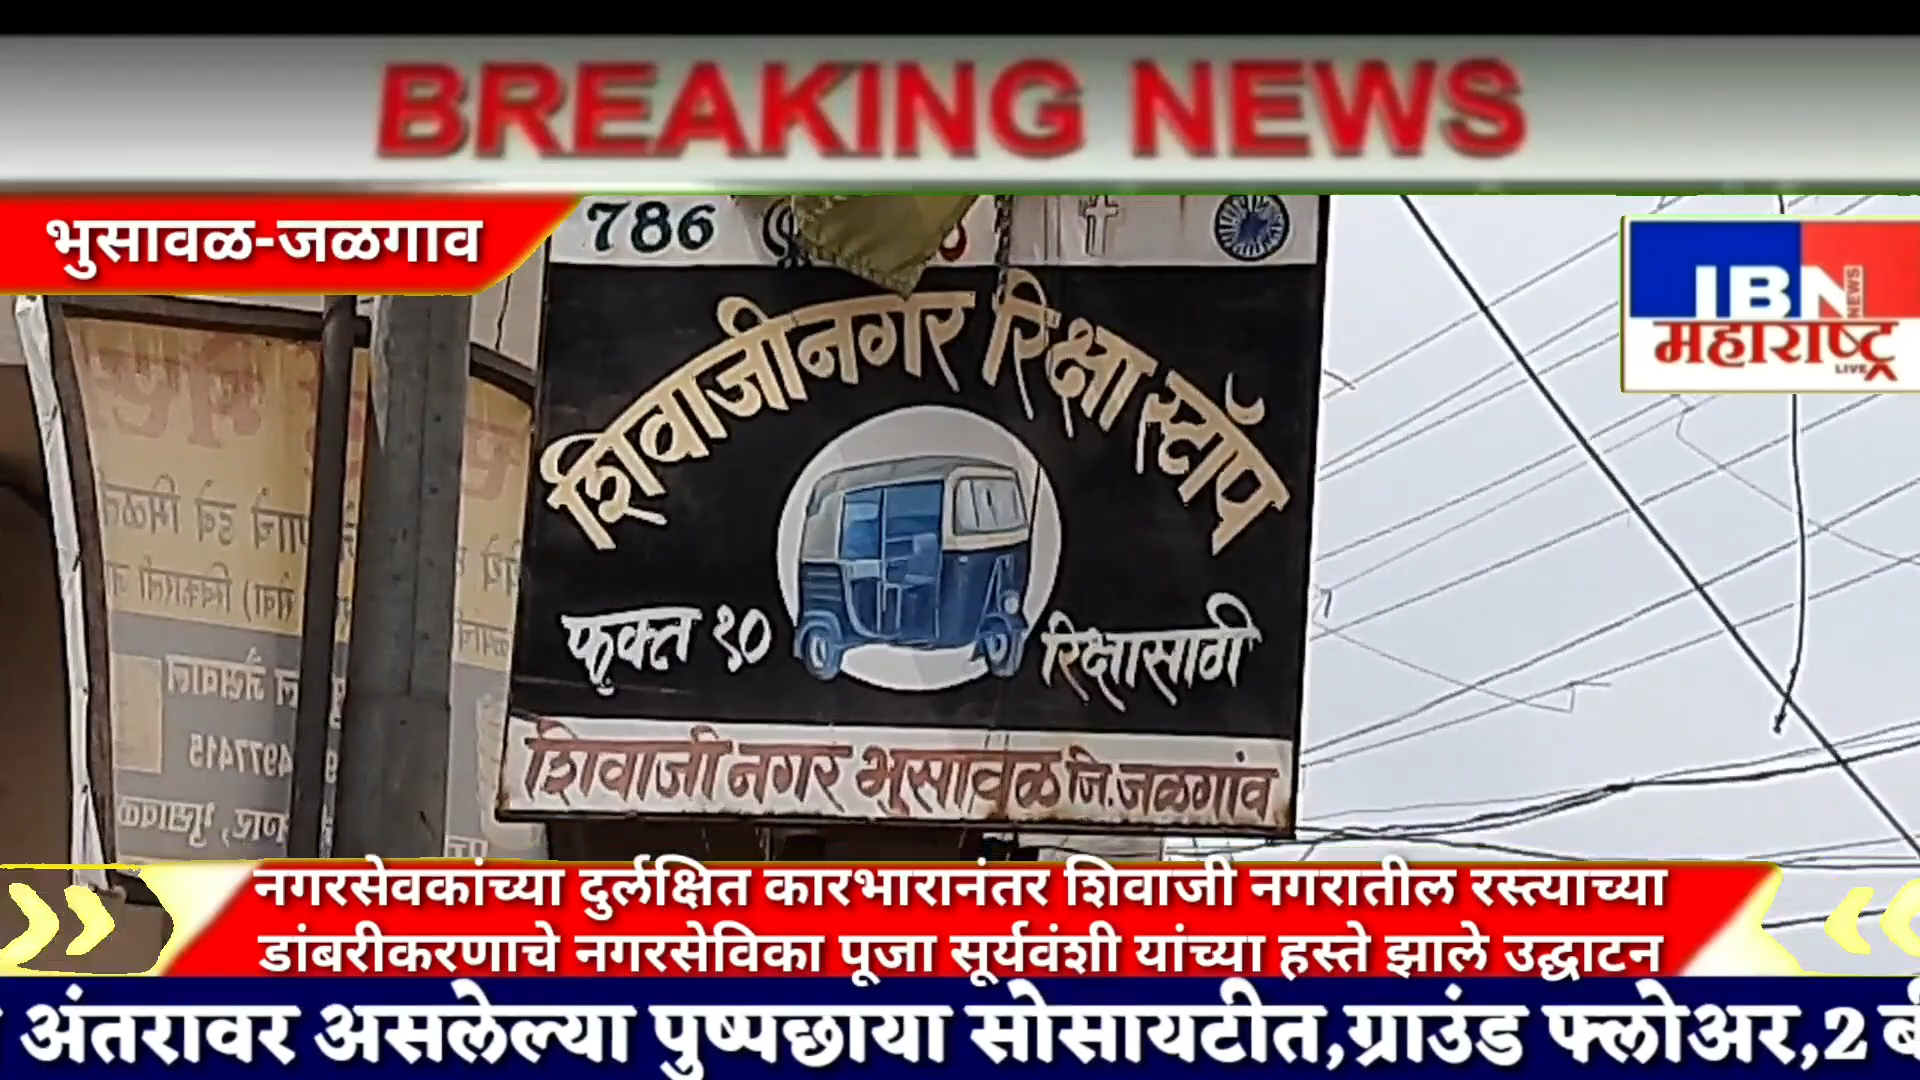 BREAKING NEWS
भुसावळ-जळगाव
786
IBN
NEWS
महाराष्ट्र
LIVE
शिवाजीनगर रिक्षा स्टॉप
फक्त १० रिक्षासाठी
शिवाजी नगर भुसावळ जि.जळगांव
4977415
नगरसेवकांच्या दुर्लक्षित कारभारानंतर शिवाजी नगरातील रस्त्याच्या
डांबरीकरणाचे नगरसेविका पूजा सूर्यवंशी यांच्या हस्ते झाले उद्घाटन
अंतरावर असलेल्या पुष्पछाया सोसायटीत,ग्राउंड फ्लोअर,2